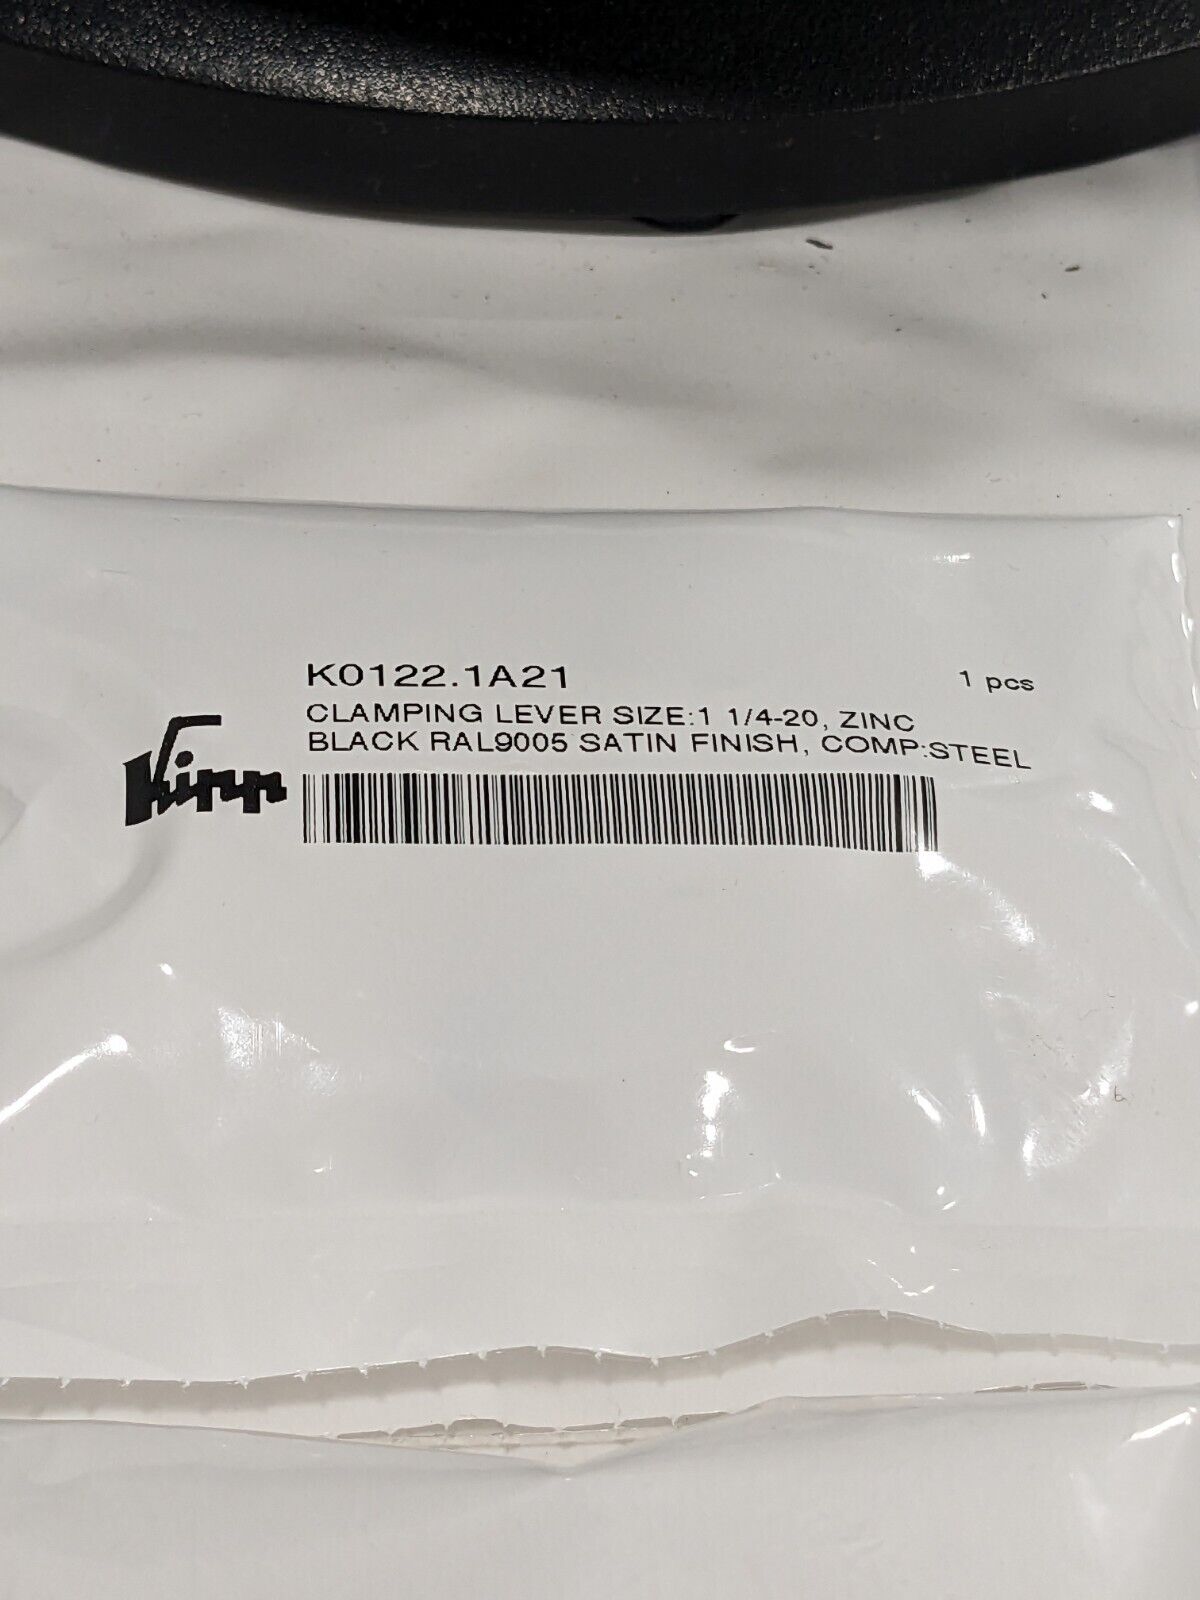 K0122.1A21 1 pcs
CLAMPING LEVER SIZE:1 1/4-20, ZINC
BLACK RAL9005 SATIN FINISH, COMP:STEEL
Kipp